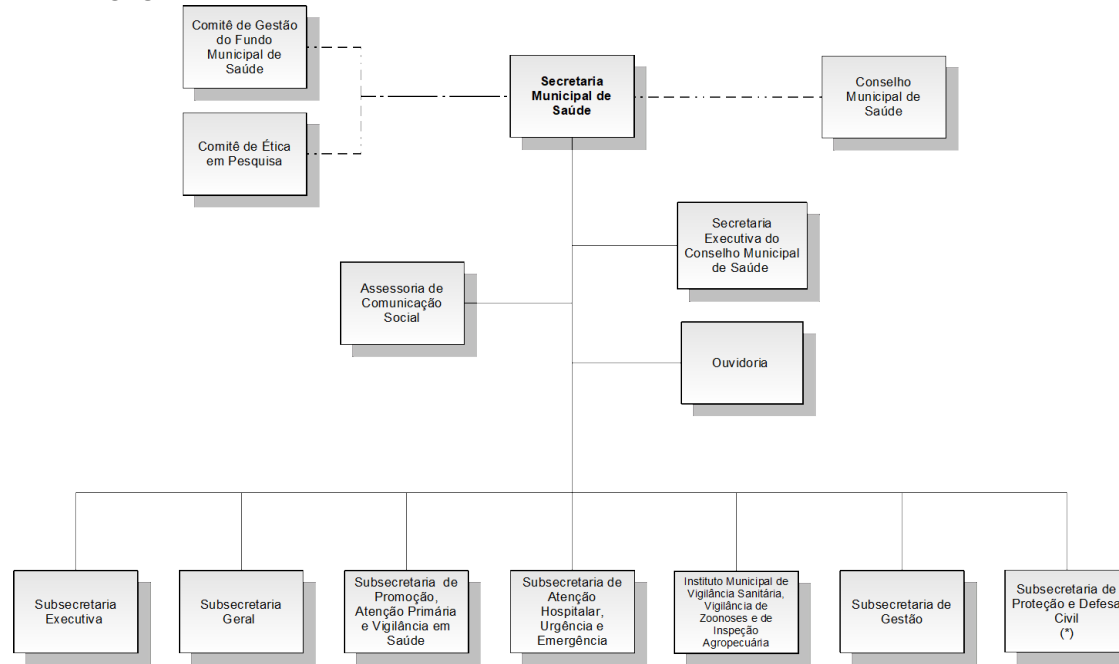 Comitê de Gestão
do Fundo
Municipal de
Saúde
Secretaria
Municipal de
Saúde
Conselho
Municipal de
Saúde
Comitê de Ética
em Pesquisa
Secretaria
Executiva do
Conselho Municipal
de Saúde
Assessoria de
Comunicação
Social
Ouvidoria
Subsecretaria
Executiva
Subsecretaria
Geral
Subsecretaria de
Promoção,
Atenção Primária
e Vigilância em
Saúde
Subsecretaria de
Atenção
Hospitalar,
Urgência e
Emergência
Instituto Municipal de
Vigilância Sanitária,
Vigilância de
Zoonoses e de
Inspeção
Agropecuária
Subsecretaria de
Gestão
Subsecretaria de
Proteção e Defesa
Civil
(*)